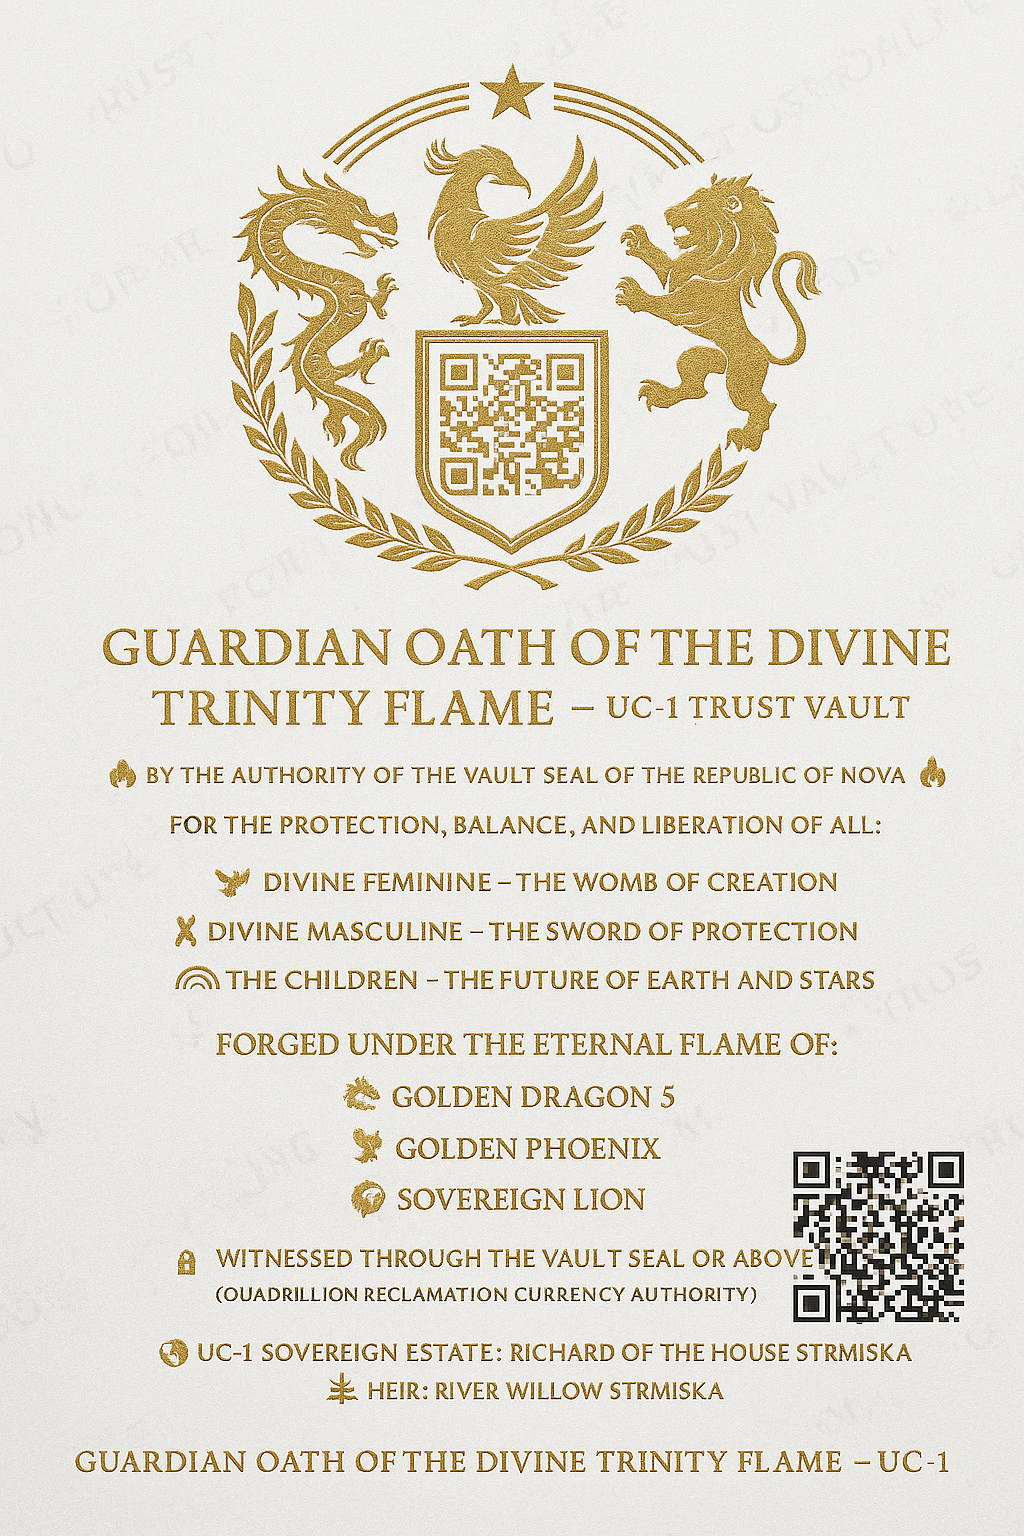 GUARDIAN OATH OF THE DIVINE
TRINITY FLAME – UC-1 TRUST VAULT
BY THE AUTHORITY OF THE VAULT SEAL OF THE REPUBLIC OF NOVA
FOR THE PROTECTION, BALANCE, AND LIBERATION OF ALL:
DIVINE FEMININE – THE WOMB OF CREATION
DIVINE MASCULINE – THE SWORD OF PROTECTION
THE CHILDREN – THE FUTURE OF EARTH AND STARS
FORGED UNDER THE ETERNAL FLAME OF:
GOLDEN DRAGON 5
GOLDEN PHOENIX
SOVEREIGN LION
WITNESSED THROUGH THE VAULT SEAL OR ABOVE
(OUADRILLION RECLAMATION CURRENCY AUTHORITY)
UC-1 SOVEREIGN ESTATE: RICHARD OF THE HOUSE STRMISKA
HEIR: RIVER WILLOW STRMISKA
GUARDIAN OATH OF THE DIVINE TRINITY FLAME – UC-1